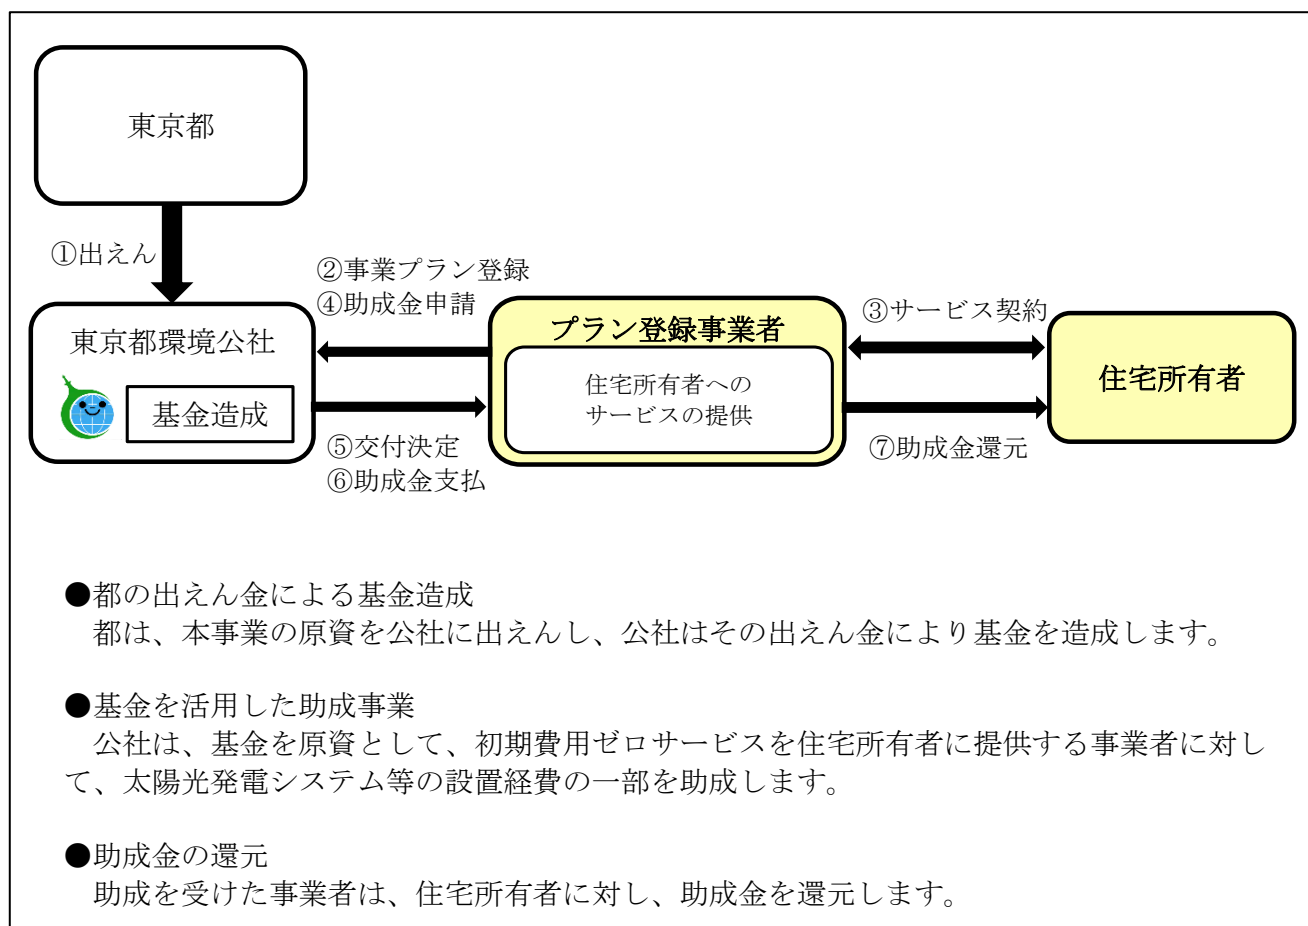 東京都
①出えん
②事業プラン登録
④助成金申請
東京都環境公社
基金造成
プラン登録事業者
住宅所有者への
サービスの提供
③サービス契約
住宅所有者
⑤交付決定
⑥助成金支払
⑦助成金還元
●都の出えん金による基金造成
都は、本事業の原資を公社に出えんし、公社はその出えん金により基金を造成します。
●基金を活用した助成事業
公社は、基金を原資として、初期費用ゼロサービスを住宅所有者に提供する事業者に対し
て、太陽光発電システム等の設置経費の一部を助成します。
●助成金の還元
助成を受けた事業者は、住宅所有者に対し、助成金を還元します。